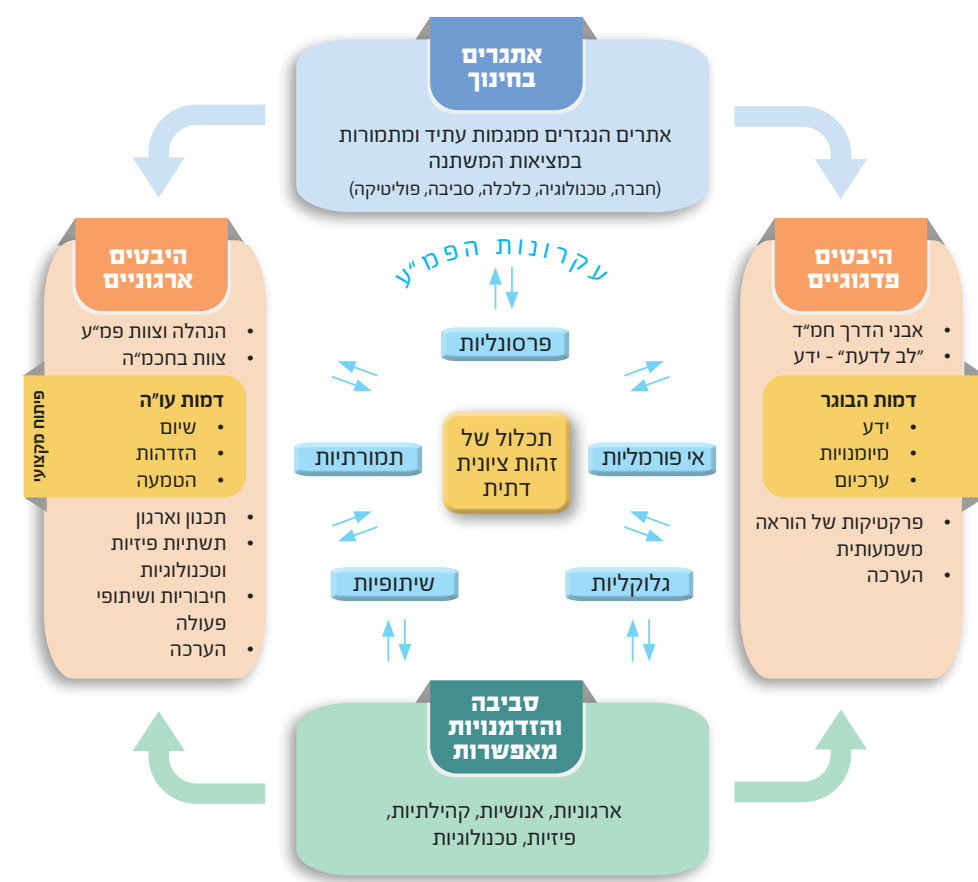 אתגרים
בחינוך
אתרים הנגזרים ממגמות עתיד ומתמורות
במציאות המשתנה
(חברה, טכנולוגיה, כלכלה, סביבה, פוליטיקה)
היבטים
פדגוגיים
• אבני הדרך חמ״ד
• ״לב לדעת״ - ידע
דמות הבוגר
• ידע
• מיומנויות
• ערכיום
• פרקטיקות של הוראה
משמעותית
• הערכה
עקרונות הפמ״ע
פרסונליות
אי פורמליות
תכלול של
זהות ציונית
דתית
תמורתיות
גלוקליות
שיתופיות
היבטים
ארגוניים
• הנהלה וצוות פמ״ע
• צוות בחכמ״ה
דמות עו״ה
• שיום
• הזדהות
• הטמעה
פיתוח מקצועי
• תכנון וארגון
• תשתיות פיזיות
וטכנולוגיות
• חיבוריות ושיתופי
פעולה
• הערכה
סביבה
והזדמנויות
מאפשרות
ארגוניות, אנושיות, קהילתיות,
פיזיות, טכנולוגיות